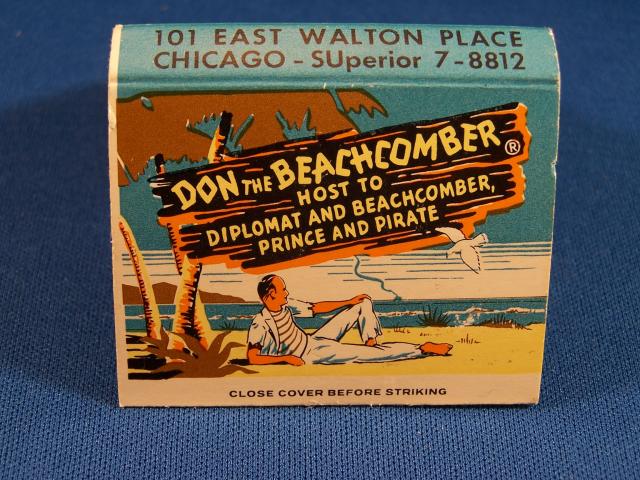 101 EAST WALTON PLACE
CHICAGO - SUperior 7-8812
DON THE BEACHCOMBER ®
HOST TO
DIPLOMAT AND BEACHCOMBER,
PRINCE AND PIRATE
CLOSE COVER BEFORE STRIKING